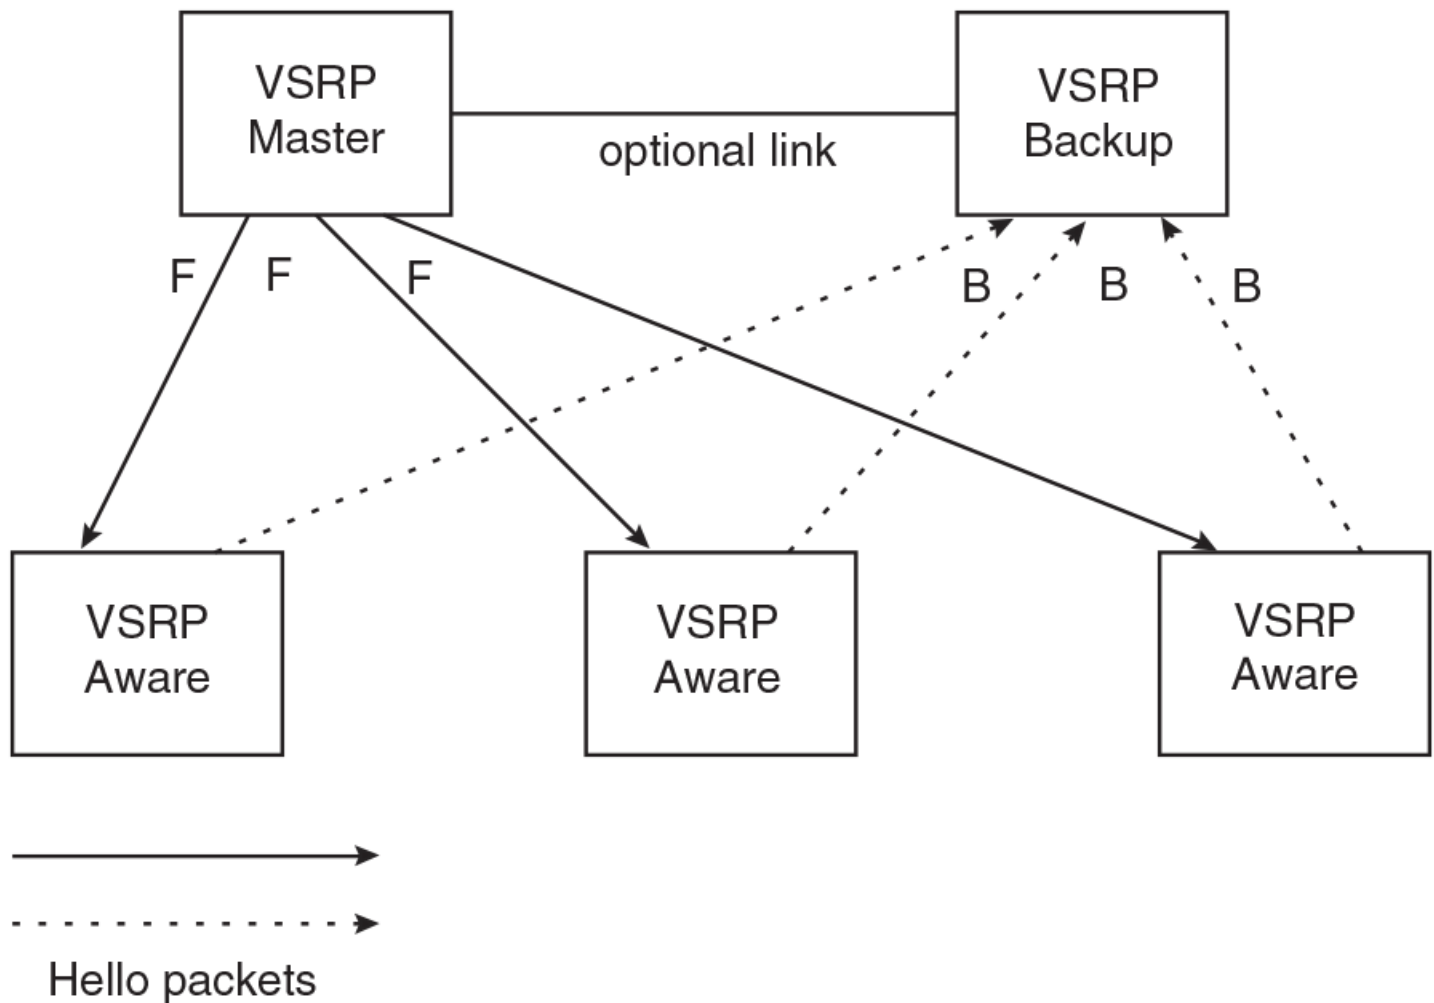 VSRP
Master
VSRP
Backup
optional link
F
F
F
B
B
B
VSRP
Aware
VSRP
Aware
VSRP
Aware
Hello packets